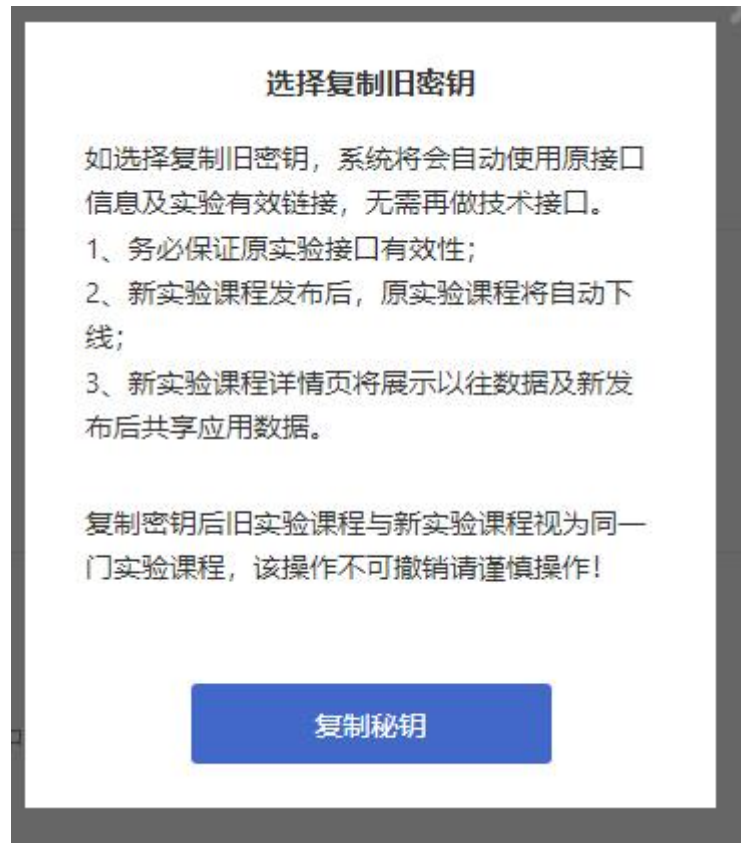 选择复制旧密钥
如选择复制旧密钥，系统将会自动使用原接口
信息及实验有效链接，无需再做技术接口。
1、务必保证原实验接口有效性；
2、新实验课程发布后，原实验课程将自动下
线；
3、新实验课程详情页将展示以往数据及新发
布后共享应用数据。
复制密钥后旧实验课程与新实验课程视为同一
门实验课程，该操作不可撤销请谨慎操作！
复制秘钥